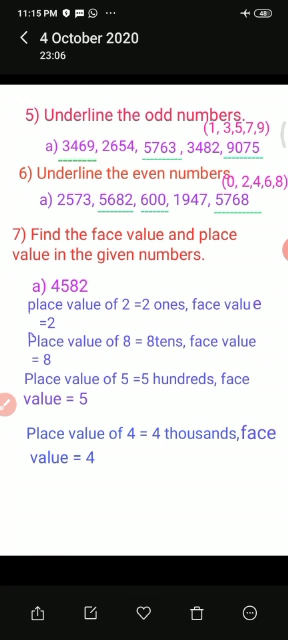 11:15 PM
48
4 October 2020
23:06
5) Underline the odd numbers.
(1, 3,5,7,9)
a) 3469, 2654, 5763 , 3482, 9075
6) Underline the even numbers
(0, 2,4,6,8)
a) 2573, 5682, 600, 1947, 5768
7) Find the face value and place
value in the given numbers.
a) 4582
place value of 2 =2 ones, face value
=2
Place value of 8 = 8tens, face value
= 8
Place value of 5 =5 hundreds, face
value = 5
Place value of 4 = 4 thousands,face
value = 4